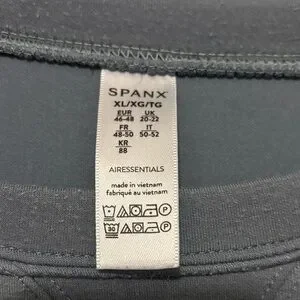 SPANX
XL/XG/TG
EUR UK
46-48 20-22
FR IT
48-50 50-52
KR
88
AIRESSENTIALS
made in vietnam
fabriqué au vietnam
30